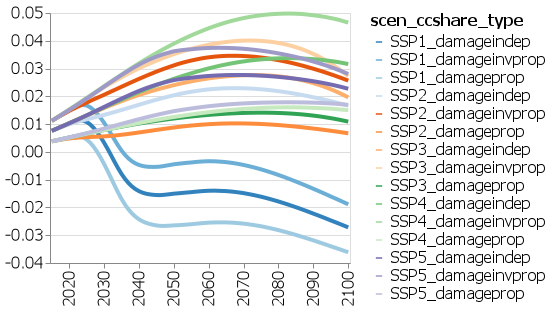 0.05
0.04
0.03
0.02
0.01
0.00
-0.01
-0.02
-0.03
-0.04
2020
2030
2040
2050
2060
2070
2080
2090
2100
scen_ccshare_type
SSP1_damageindep
SSP1_damageinvprop
SSP1_damageprop
SSP2_damageindep
SSP2_damageinvprop
SSP2_damageprop
SSP3_damageindep
SSP3_damageinvprop
SSP3_damageprop
SSP4_damageindep
SSP4_damageinvprop
SSP4_damageprop
SSP5_damageindep
SSP5_damageinvprop
SSP5_damageprop